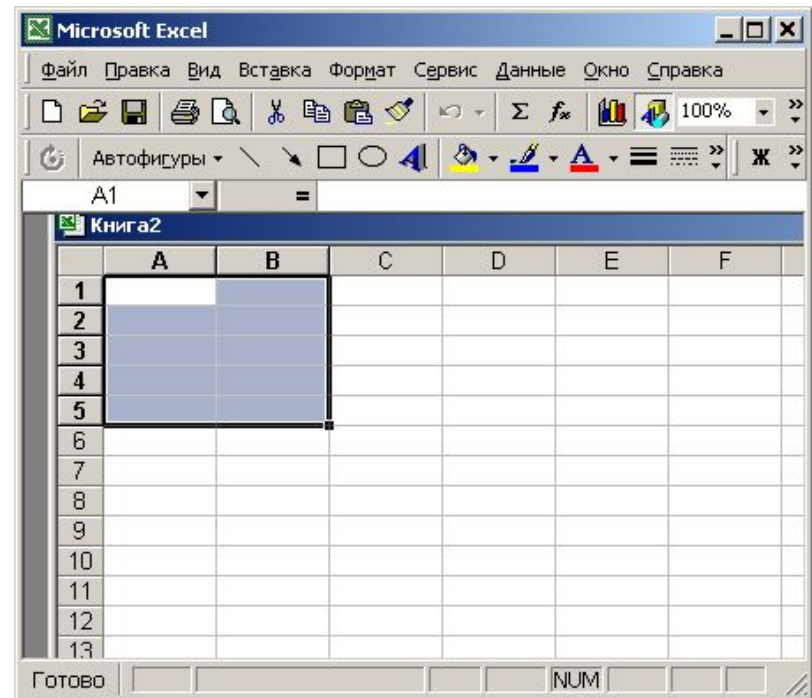 Microsoft Excel
Файл Правка Вид Вставка Формат Сервис Данные Окно Справка
Σ fx 100%
Автофигуры A Ж
A1 =
Книга2
A B C D E F
1
2
3
4
5
6
7
8
9
10
11
12
13
Готово NUM